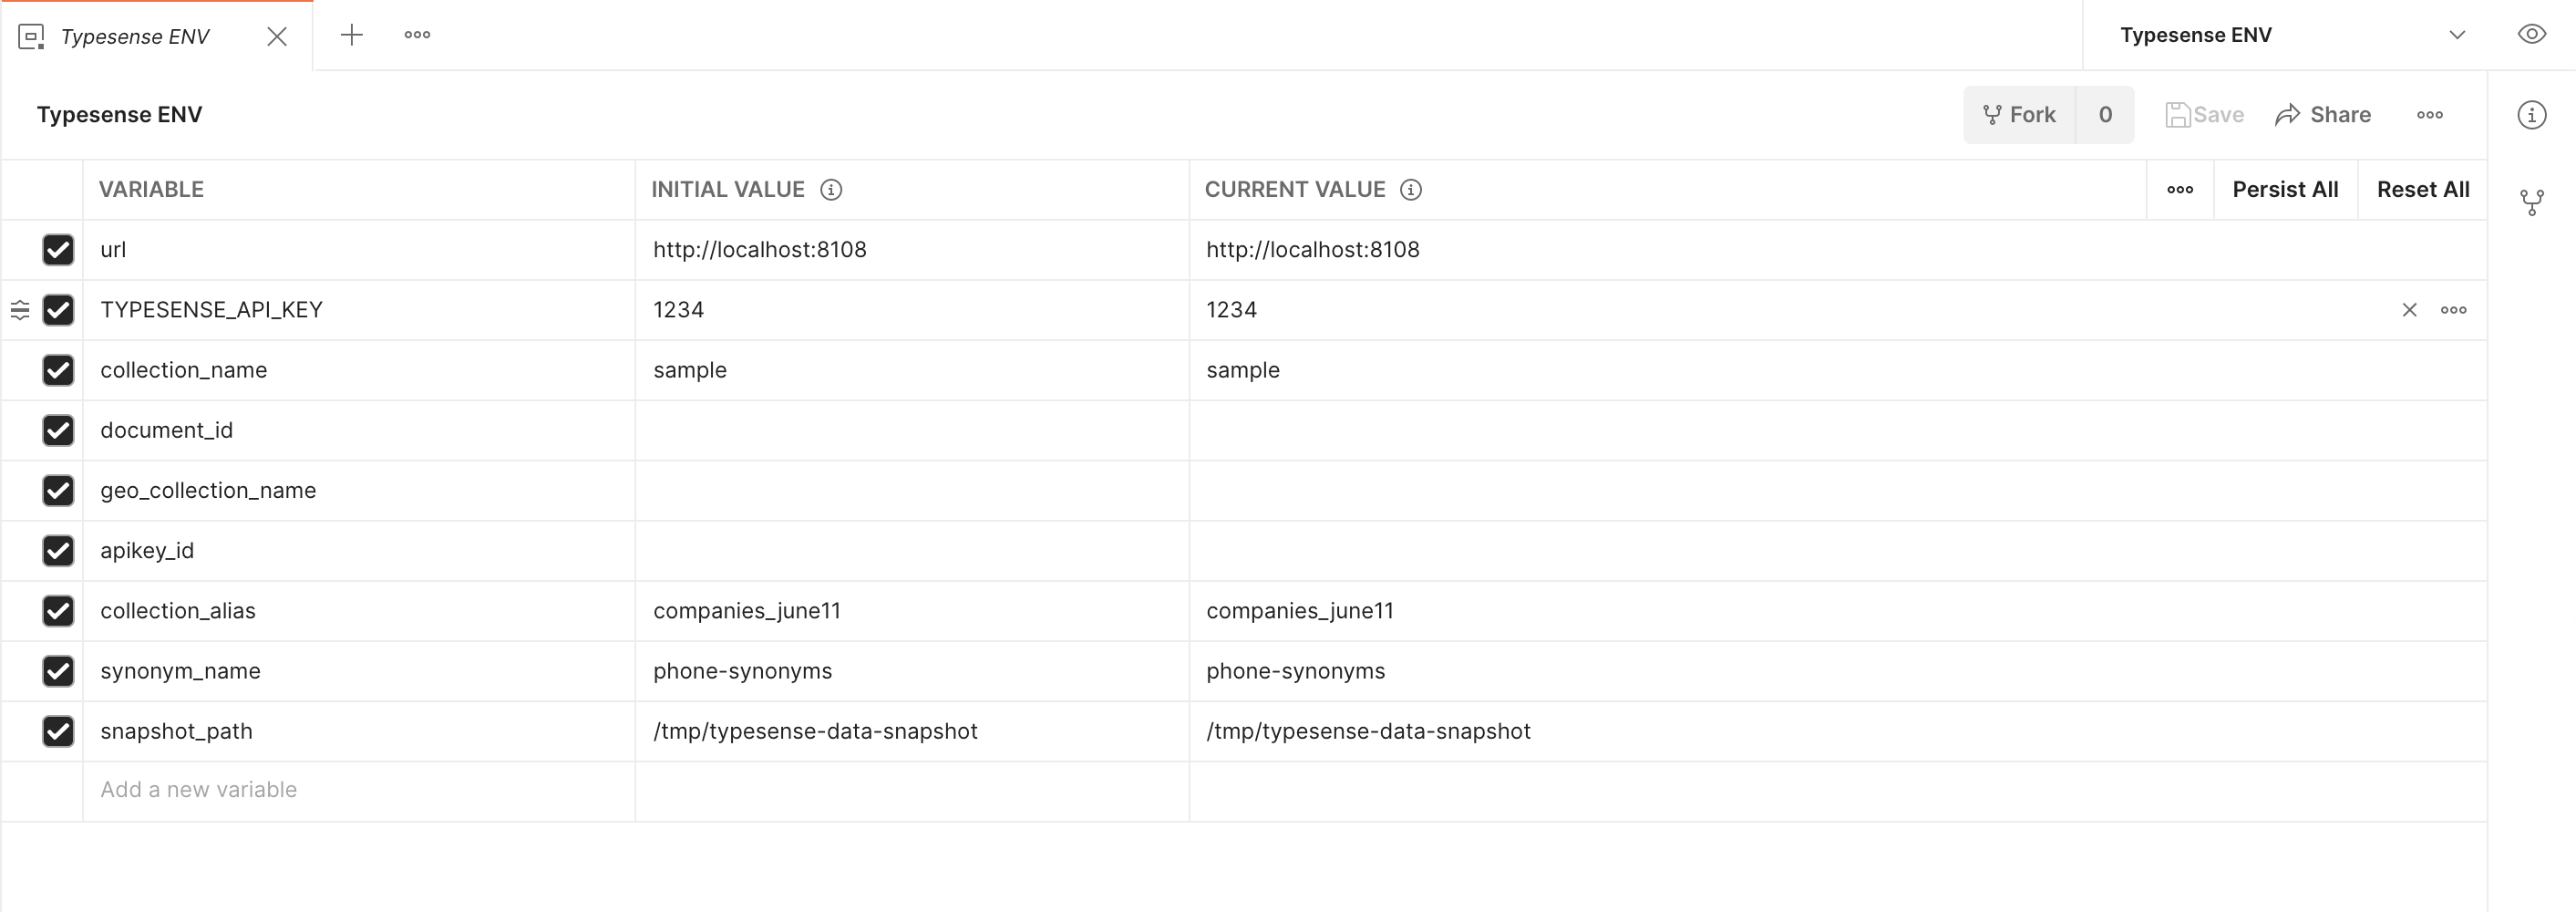 Typesense ENV
Typesense ENV
Typesense ENV Fork 0 Save Share
VARIABLE INITIAL VALUE CURRENT VALUE Persist All Reset All
url http://localhost:8108 http://localhost:8108
TYPESENSE_API_KEY 1234 1234
collection_name sample sample
document_id
geo_collection_name
apikey_id
collection_alias companies_june11 companies_june11
synonym_name phone-synonyms phone-synonyms
snapshot_path /tmp/typesense-data-snapshot /tmp/typesense-data-snapshot
Add a new variable